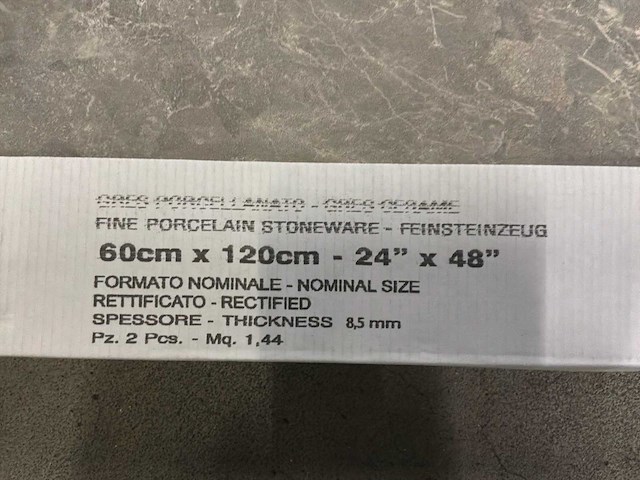 GRES PORCELLANATO - GRES CERAME
FINE PORCELAIN STONEWARE - FEINSTEINZEUG
60cm x 120cm - 24” x 48”
FORMATO NOMINALE - NOMINAL SIZE
RETTIFICATO - RECTIFIED
SPESSORE - THICKNESS 8,5 mm
Pz. 2 Pcs. - Mq. 1,44